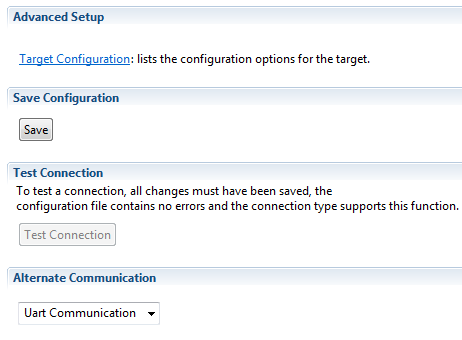 Advanced Setup
Target Configuration: lists the configuration options for the target.
Save Configuration
Save
Test Connection
To test a connection, all changes must have been saved, the
configuration file contains no errors and the connection type supports this function.
Test Connection
Alternate Communication
Uart Communication